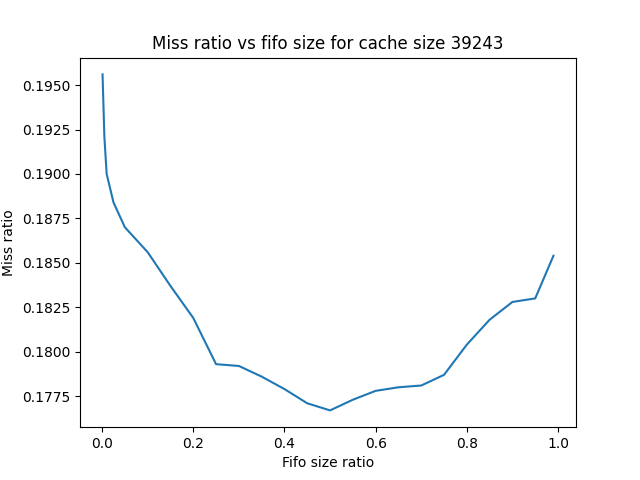 Miss ratio vs fifo size for cache size 39243
0.1950
0.1925
0.1900
0.1875
0.1850
0.1825
0.1800
0.1775
Miss ratio
0.0 0.2 0.4 0.6 0.8 1.0
Fifo size ratio